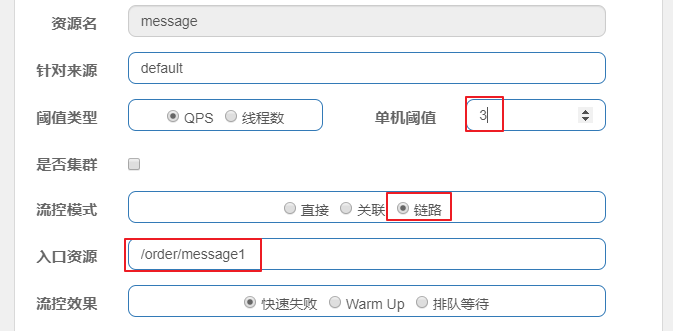 资源名 message
针对来源 default
阈值类型 QPS 线程数 单机阈值 3
是否集群
流控模式 直接 关联 链路
入口资源 /order/message1
流控效果 快速失败 Warm Up 排队等待